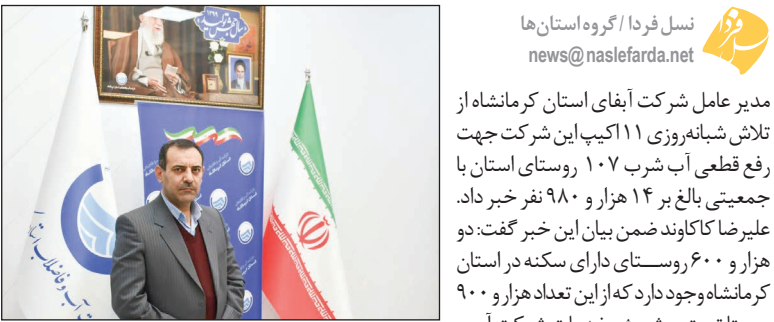 نسل فردا / گروه استان‌ها
news@naslefarda.net
مدیر عامل شرکت آبفای استان کرمانشاه از
تلاش شبانه‌روزی ۱۱ اکیپ این شرکت جهت
رفع قطعی آب شرب ۱۰۷ روستای استان با
جمعیتی بالغ بر ۱۴ هزار و ۹۸۰ نفر خبر داد.
علیرضا کاکاوند ضمن بیان این خبر گفت: دو
هزار و ۶۰۰ روستای دارای سکنه در استان
کرمانشاه وجود دارد که از این تعداد هزار و ۹۰۰
آب و فاضلاب استان